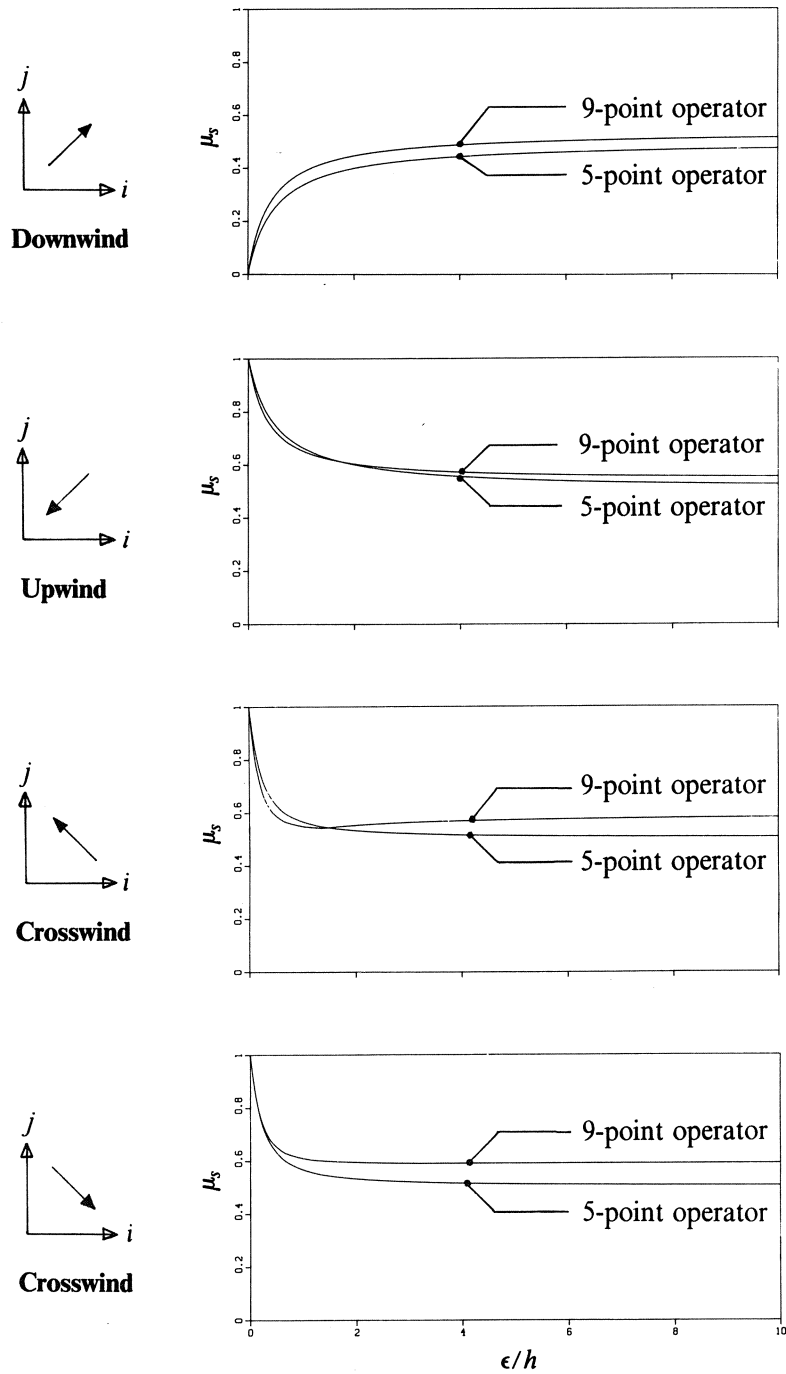 j
i
Downwind
μs
0 0.2 0.4 0.6 0.8
9-point operator
5-point operator
j
i
Upwind
μs
0 0.2 0.4 0.6 0.8 1
9-point operator
5-point operator
j
i
Crosswind
μs
0 0.2 0.4 0.6 0.8 1
9-point operator
5-point operator
j
i
Crosswind
μs
0 0.2 0.4 0.6 0.8 1
9-point operator
5-point operator
0 2 4 6 8 10
ϵ/h